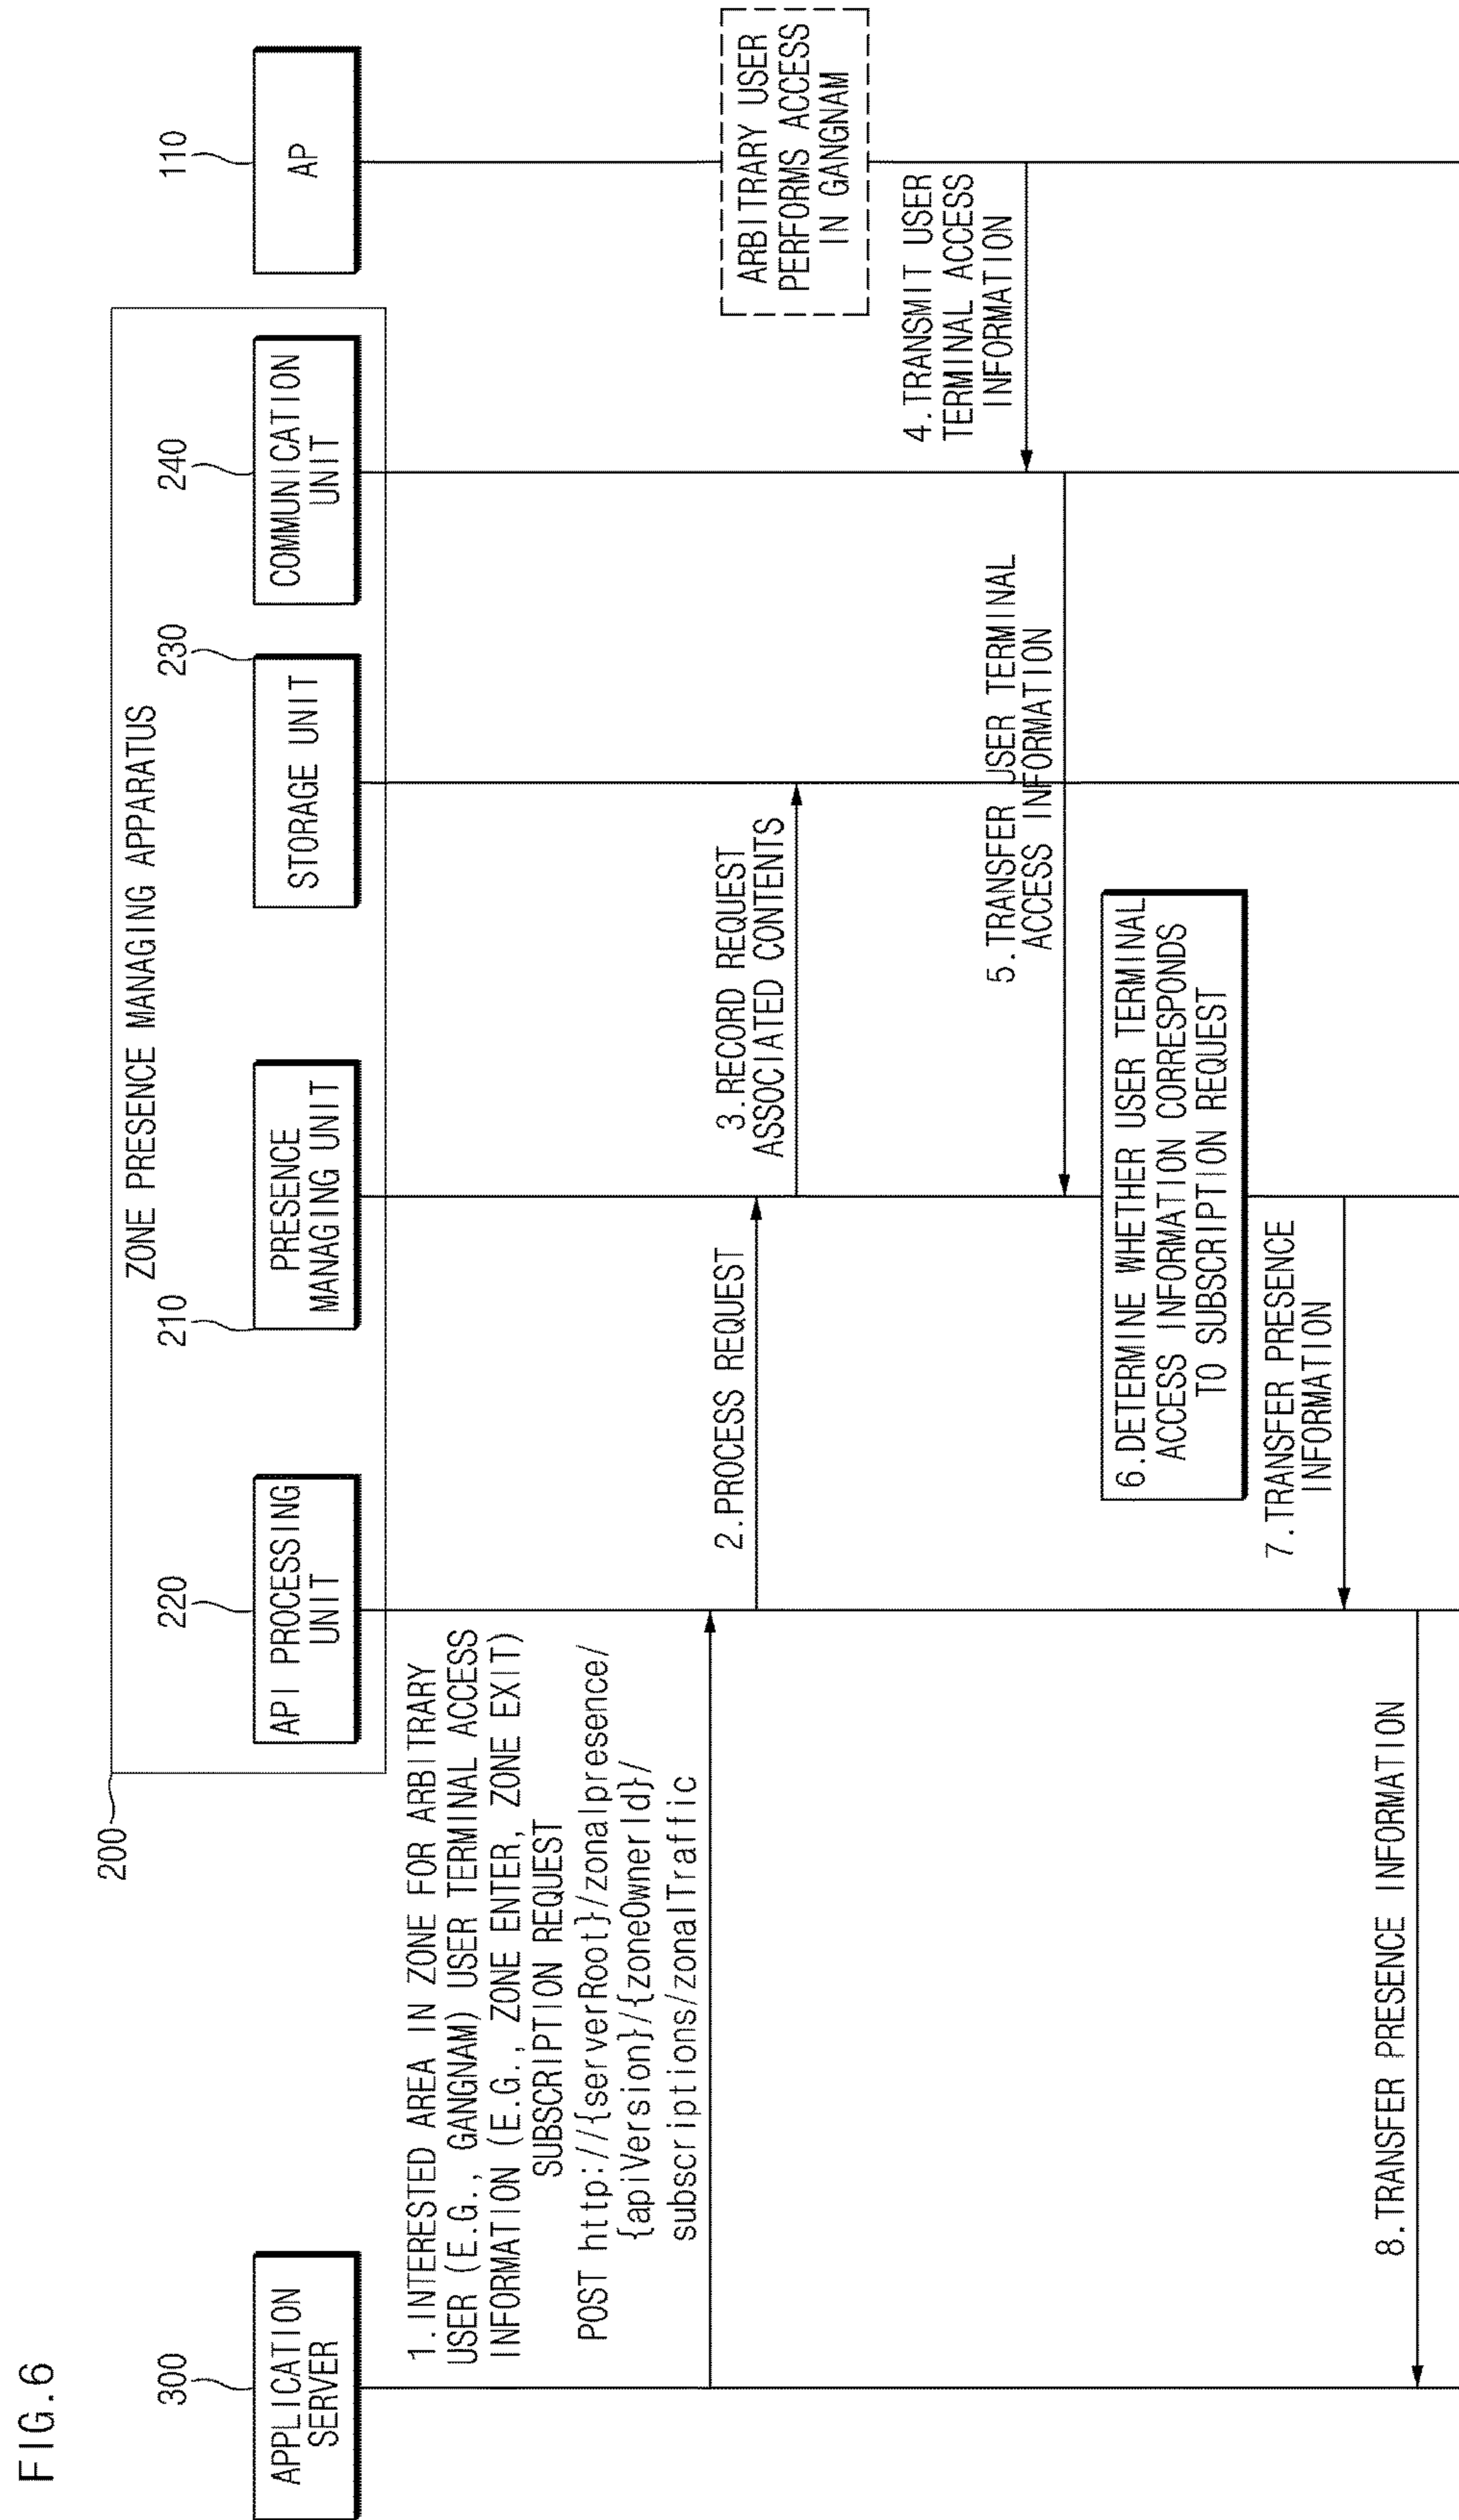 FIG.6
200
ZONE PRESENCE MANAGING APPARATUS
300
220
210
230
240
110
APPLICATION
SERVER
API PROCESSING
UNIT
PRESENCE
MANAGING UNIT
STORAGE UNIT
COMMUNICATION
UNIT
AP
1.INTERESTED AREA IN ZONE FOR ARBITRARY
USER (E.G., GANGNAM) USER TERMINAL ACCESS
INFORMATION (E.G., ZONE ENTER, ZONE EXIT)
SUBSCRIPTION REQUEST
POST http://{serverRoot}/zonalpresence/
{apiVersion}/{zoneOwnerId}/
subscriptions/zonalTraffic
2.PROCESS REQUEST
3.RECORD REQUEST
ASSOCIATED CONTENTS
ARBITRARY USER
PERFORMS ACCESS
IN GANGNAM
4.TRANSMIT USER
TERMINAL ACCESS
INFORMATION
5.TRANSFER USER TERMINAL
ACCESS INFORMATION
6.DETERMINE WHETHER USER TERMINAL
ACCESS INFORMATION CORRESPONDS
TO SUBSCRIPTION REQUEST
7.TRANSFER PRESENCE
INFORMATION
8.TRANSFER PRESENCE INFORMATION